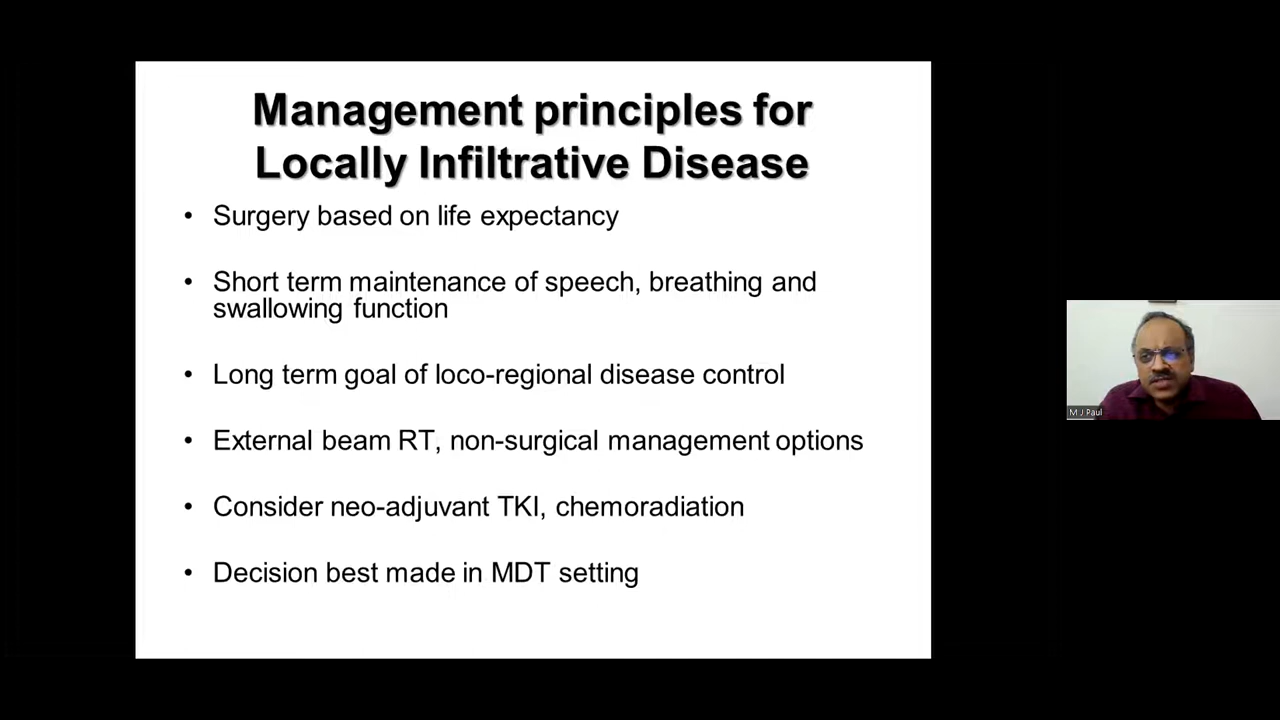 Management principles for
Locally Infiltrative Disease
• Surgery based on life expectancy
• Short term maintenance of speech, breathing and
swallowing function
• Long term goal of loco-regional disease control
• External beam RT, non-surgical management options
• Consider neo-adjuvant TKI, chemoradiation
• Decision best made in MDT setting
M J Paul